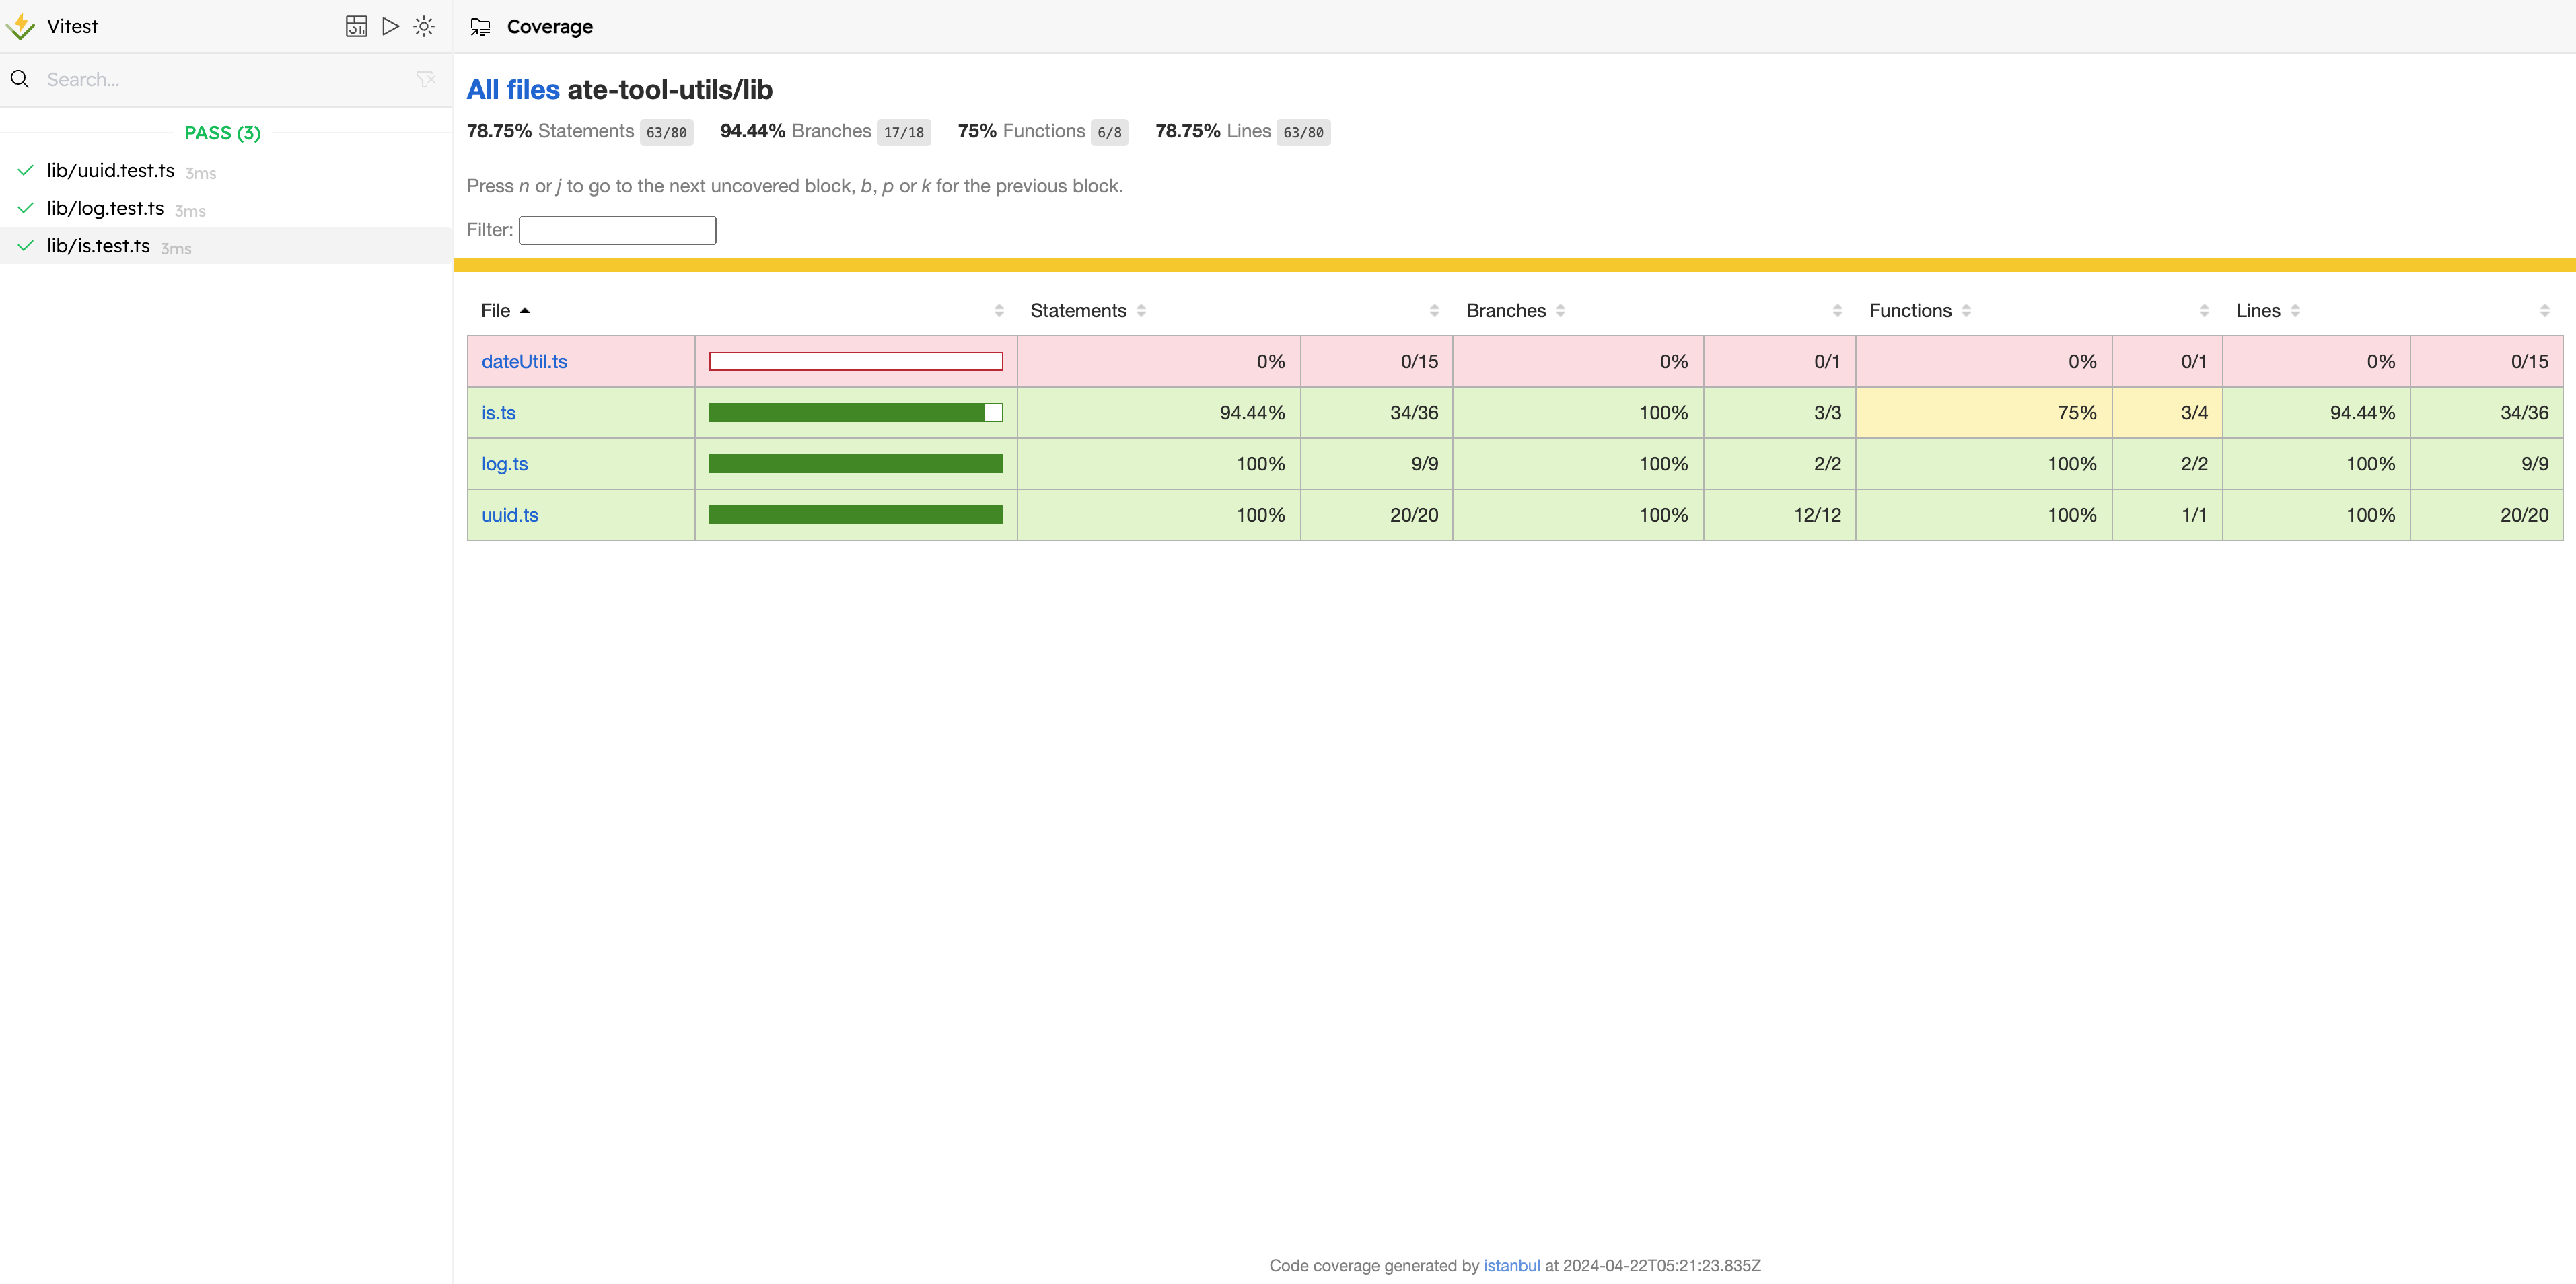 Vitest
Search...
PASS (3)
lib/uuid.test.ts 3ms
lib/log.test.ts 3ms
lib/is.test.ts 3ms
Coverage
All files ate-tool-utils/lib
78.75% Statements 63/80 94.44% Branches 17/18 75% Functions 6/8 78.75% Lines 63/80
Press n or j to go to the next uncovered block, b, p or k for the previous block.
Filter:
File Statements Branches Functions Lines
dateUtil.ts 0% 0/15 0% 0/1 0% 0/1 0% 0/15
is.ts 94.44% 34/36 100% 3/3 75% 3/4 94.44% 34/36
log.ts 100% 9/9 100% 2/2 100% 2/2 100% 9/9
uuid.ts 100% 20/20 100% 12/12 100% 1/1 100% 20/20
Code coverage generated by istanbul at 2024-04-22T05:21:23.835Z